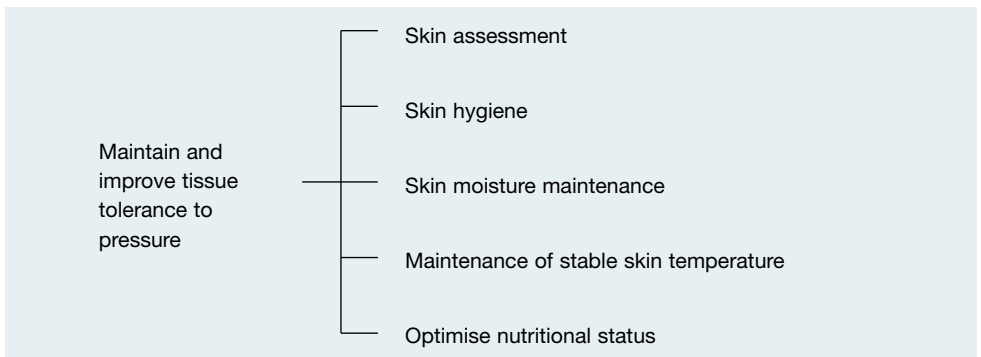 Maintain and
improve tissue
tolerance to
pressure
Skin assessment
Skin hygiene
Skin moisture maintenance
Maintenance of stable skin temperature
Optimise nutritional status